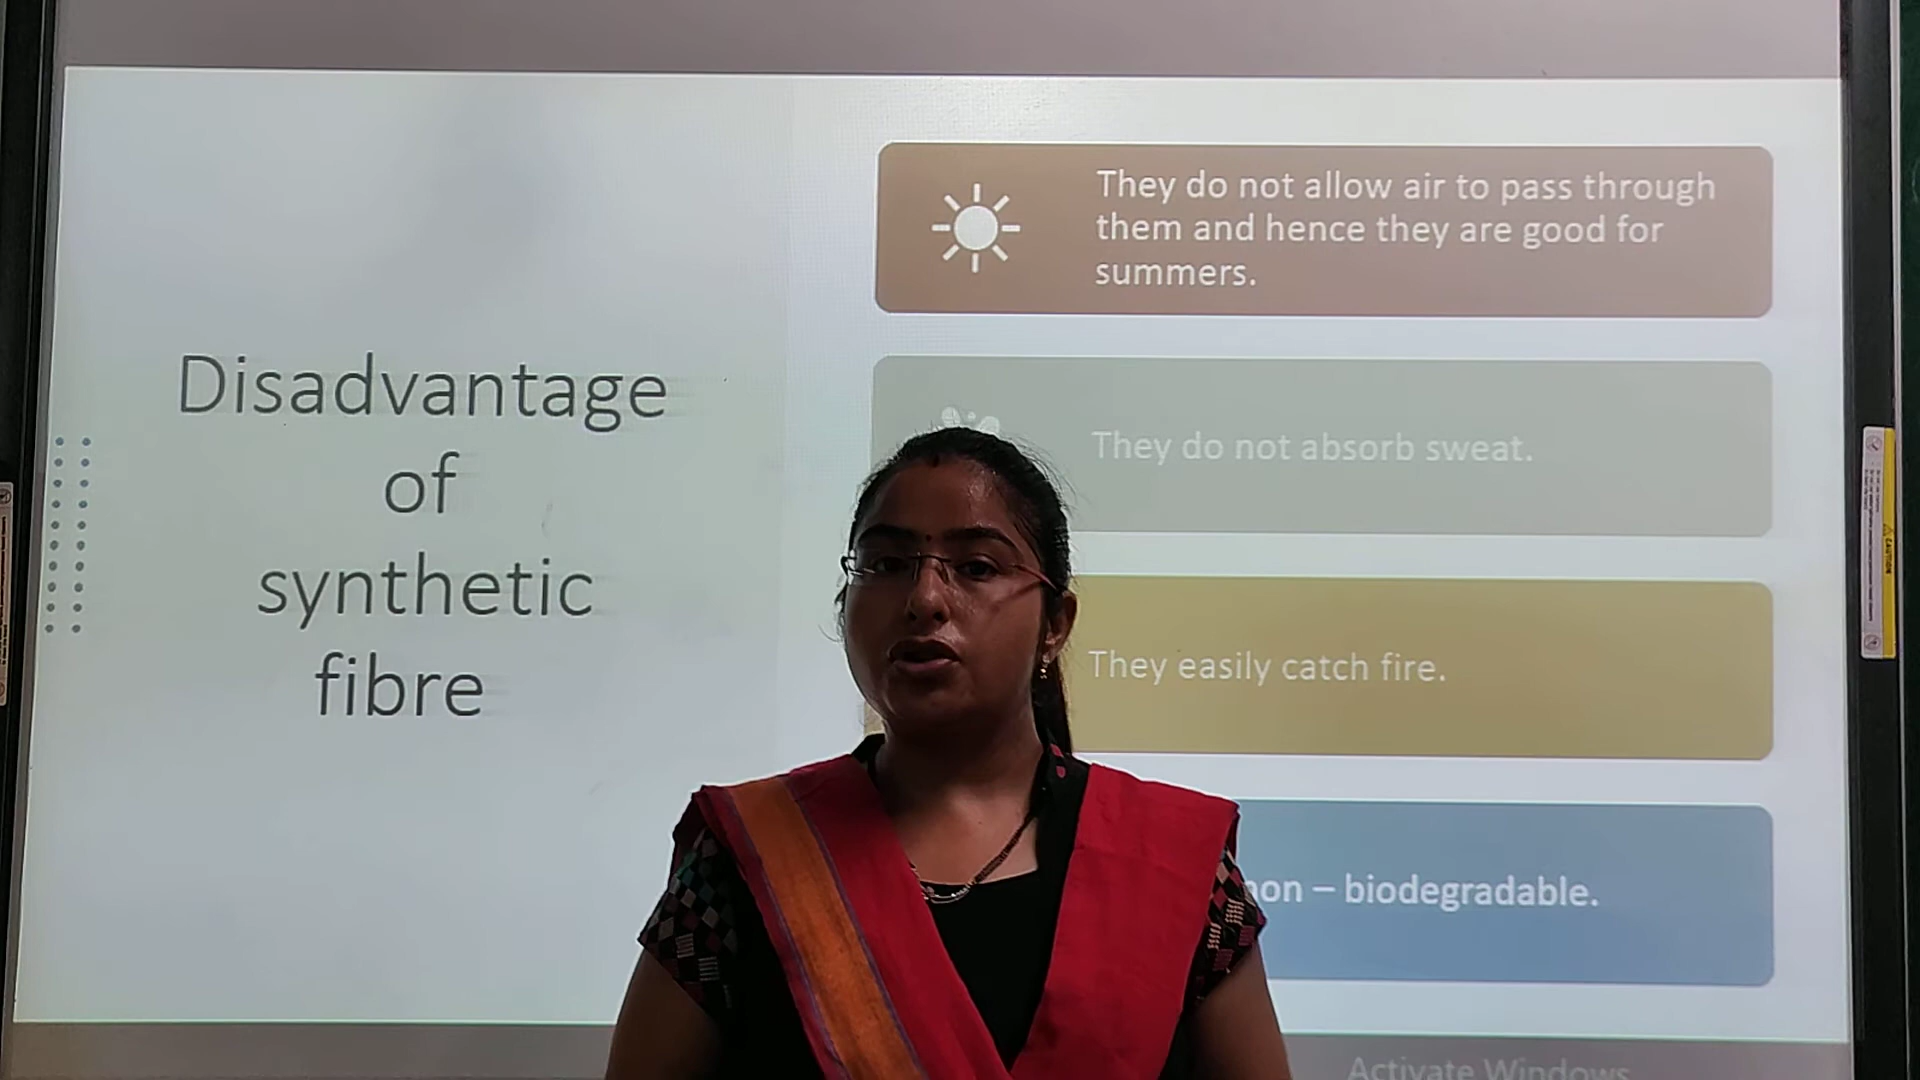 Disadvantage
of
synthetic
fibre
They do not allow air to pass through
them and hence they are good for
summers.
They do not absorb sweat.
They easily catch fire.
– biodegradable.
Activate Windows
CAUTION